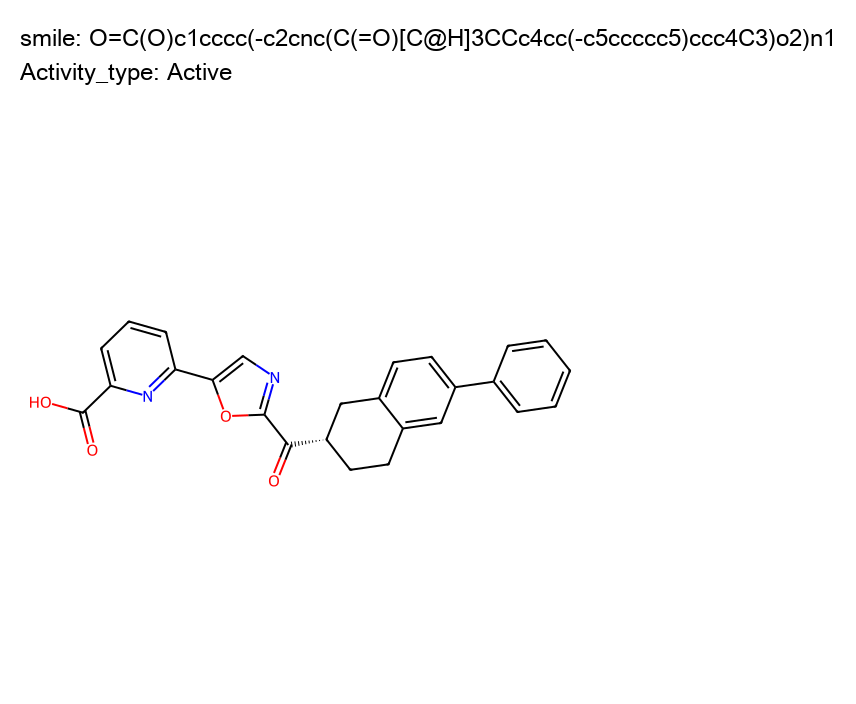 smile: O=C(O)c1cccc(-c2cnc(C(=O)[C@H]3CCc4cc(-c5ccccc5)ccc4C3)o2)n1
Activity_type: Active
N
N
HO
O
O
O